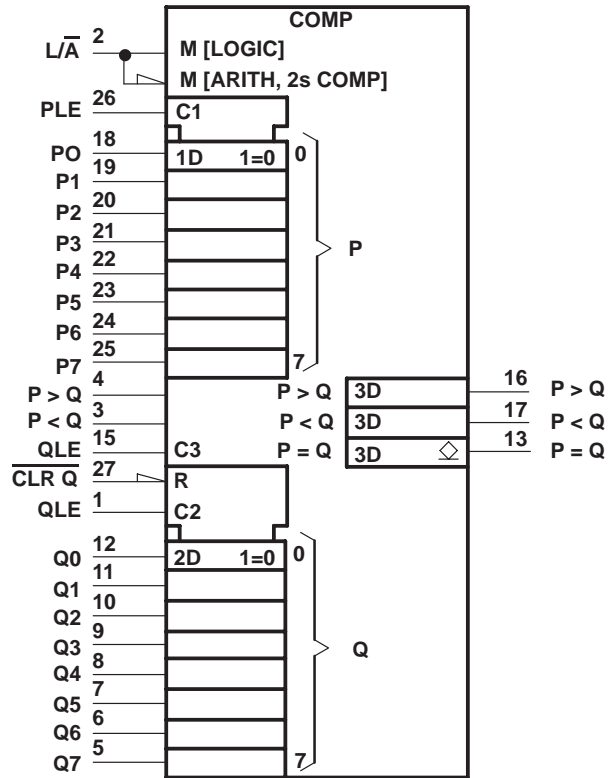 COMP
L/A̅ 2 M [LOGIC]
M [ARITH, 2s COMP]
PLE 26 C1
PO 18 1D 1=0 0
P1 19
P2 20
P3 21
P4 22 P
P5 23
P6 24
P7 25 7
P > Q 4 P > Q 3D 16 P > Q
P < Q 3 P < Q 3D 17 P < Q
QLE 15 C3 P = Q 3D 13 P = Q
C̅L̅R̅ Q̅ 27 R
QLE 1 C2
Q0 12 2D 1=0 0
Q1 11
Q2 10
Q3 9 Q
Q4 8
Q5 7
Q6 6
Q7 5 7